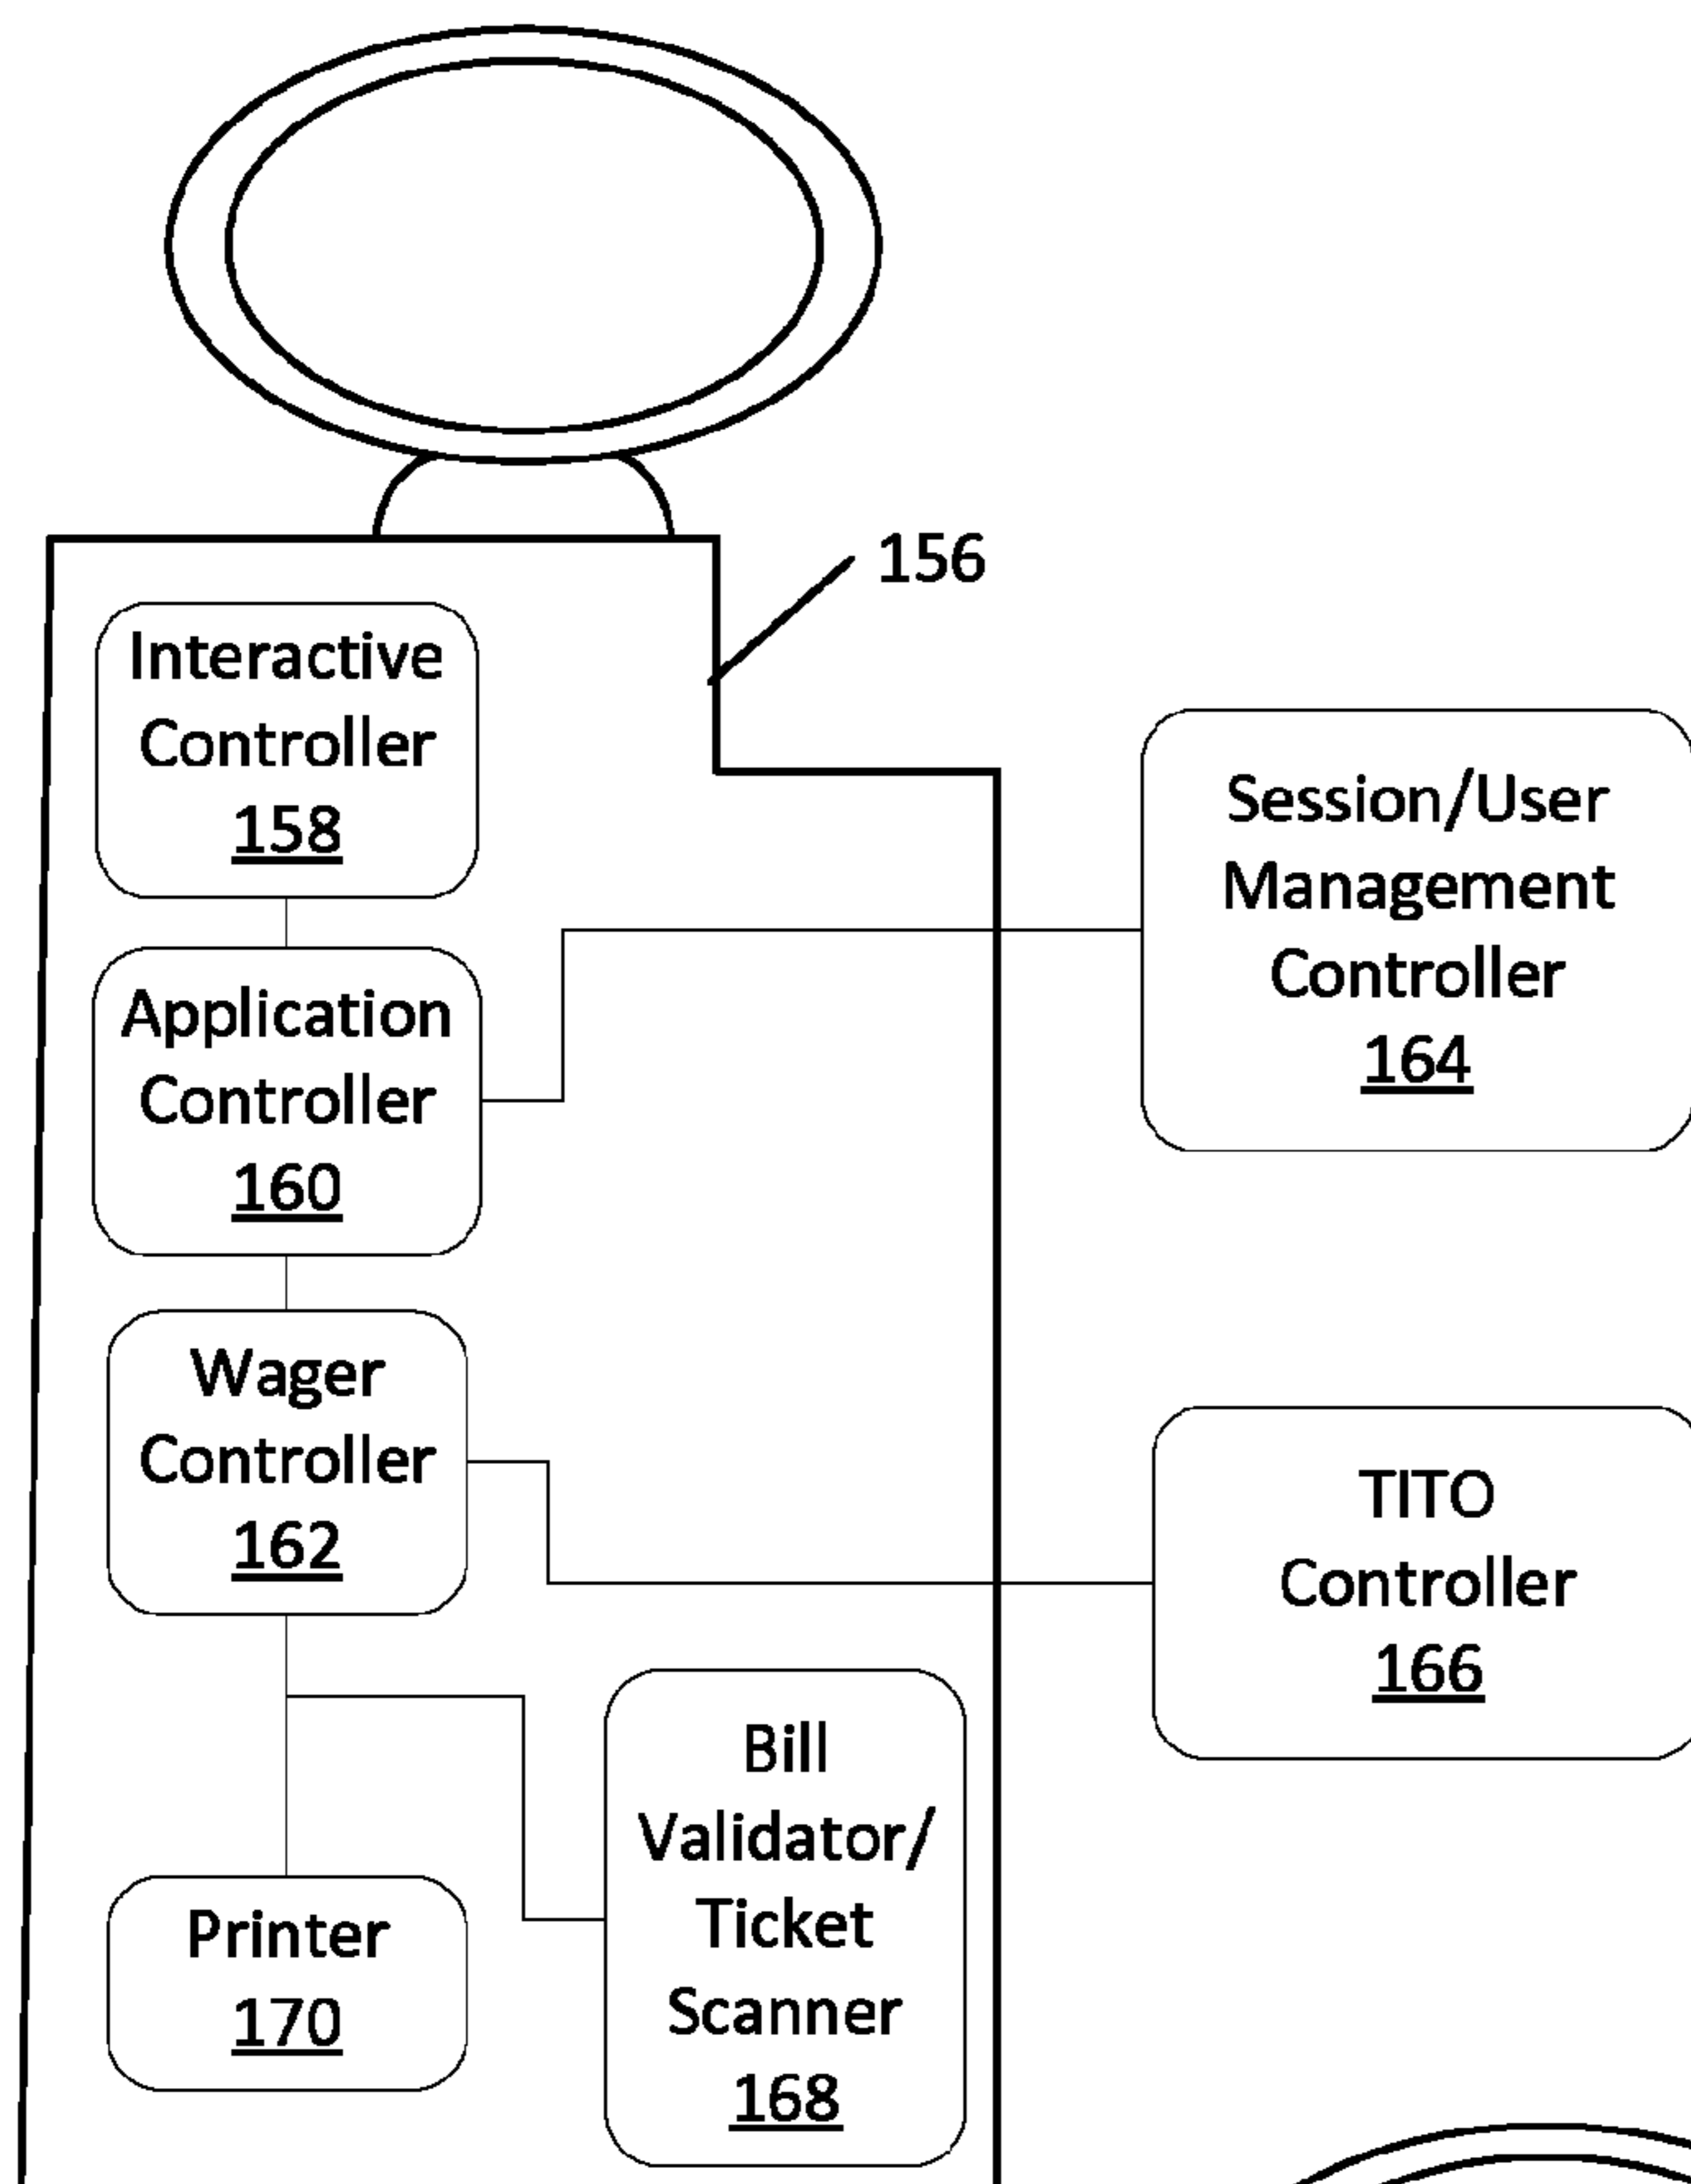 156
Interactive
Controller
158
Session/User
Management
Controller
164
Application
Controller
160
Wager
Controller
162
TITO
Controller
166
Bill
Validator/
Ticket
Scanner
168
Printer
170